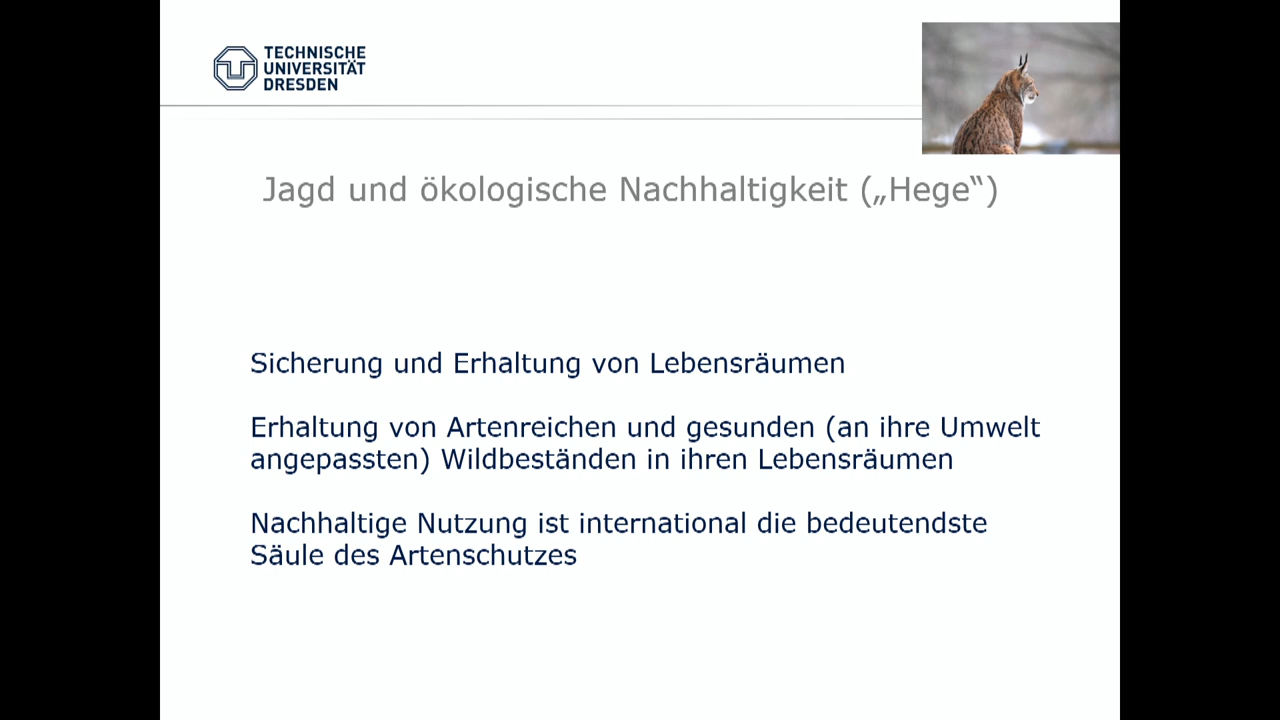 TECHNISCHE
UNIVERSITÄT
DRESDEN
Jagd und ökologische Nachhaltigkeit („Hege“)
Sicherung und Erhaltung von Lebensräumen
Erhaltung von Artenreichen und gesunden (an ihre Umwelt
angepassten) Wildbeständen in ihren Lebensräumen
Nachhaltige Nutzung ist international die bedeutendste
Säule des Artenschutzes